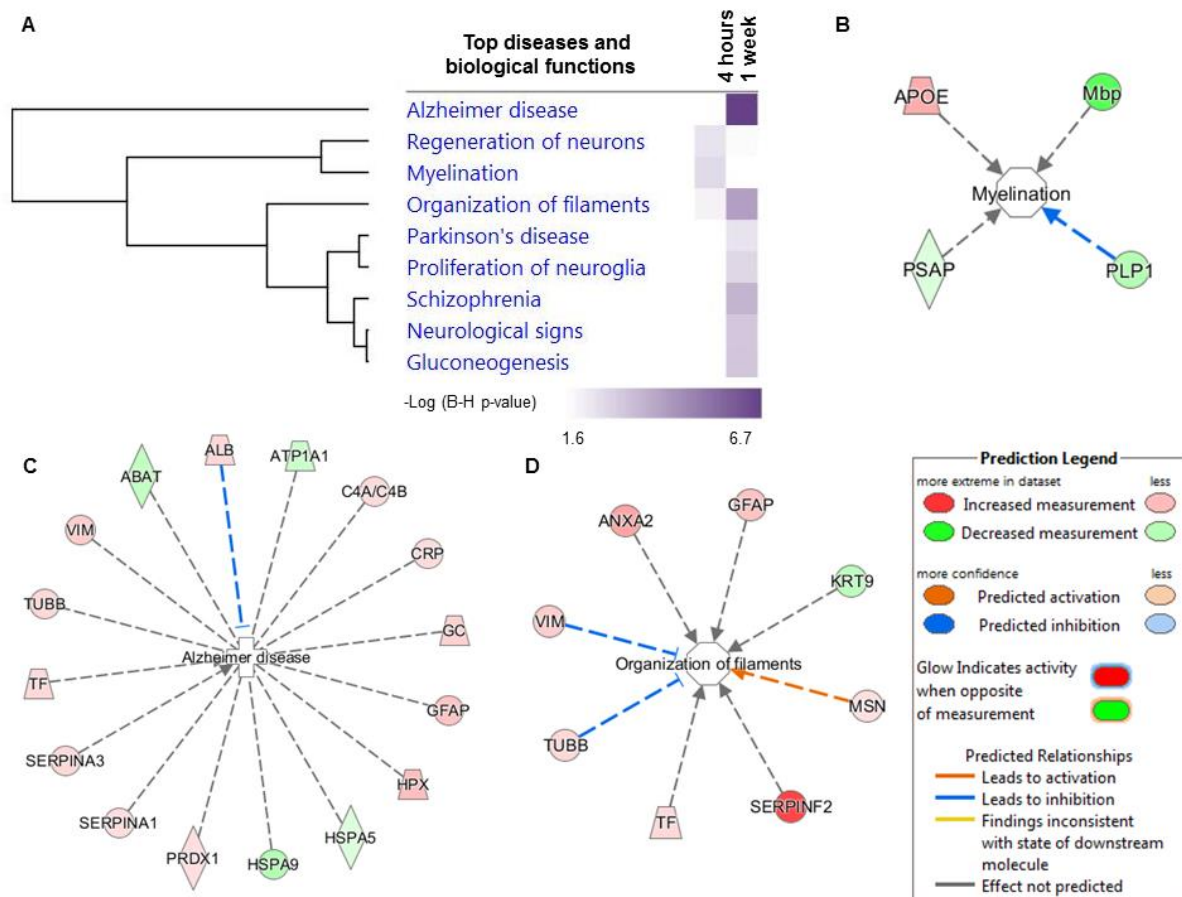 A
Top diseases and
biological functions
4 hours
1 week
Alzheimer disease
Regeneration of neurons
Myelination
Organization of filaments
Parkinson's disease
Proliferation of neuroglia
Schizophrenia
Neurological signs
Gluconeogenesis
-Log (B-H p-value)
1.6
6.7
B
APOE
Mbp
Myelination
PSAP
PLP1
C
ALB
ATP1A1
ABAT
C4A/C4B
VIM
CRP
TUBB
Alzheimer disease
GC
TF
GFAP
SERPINA3
HPX
SERPINA1
HSPA5
PRDX1
HSPA9
D
ANXA2
GFAP
KRT9
VIM
Organization of filaments
MSN
TUBB
SERPINF2
TF
Prediction Legend
more extreme in dataset
less
Increased measurement
Decreased measurement
more confidence
less
Predicted activation
Predicted inhibition
Glow Indicates activity
when opposite
of measurement
Predicted Relationships
Leads to activation
Leads to inhibition
Findings inconsistent
with state of downstream
molecule
Effect not predicted